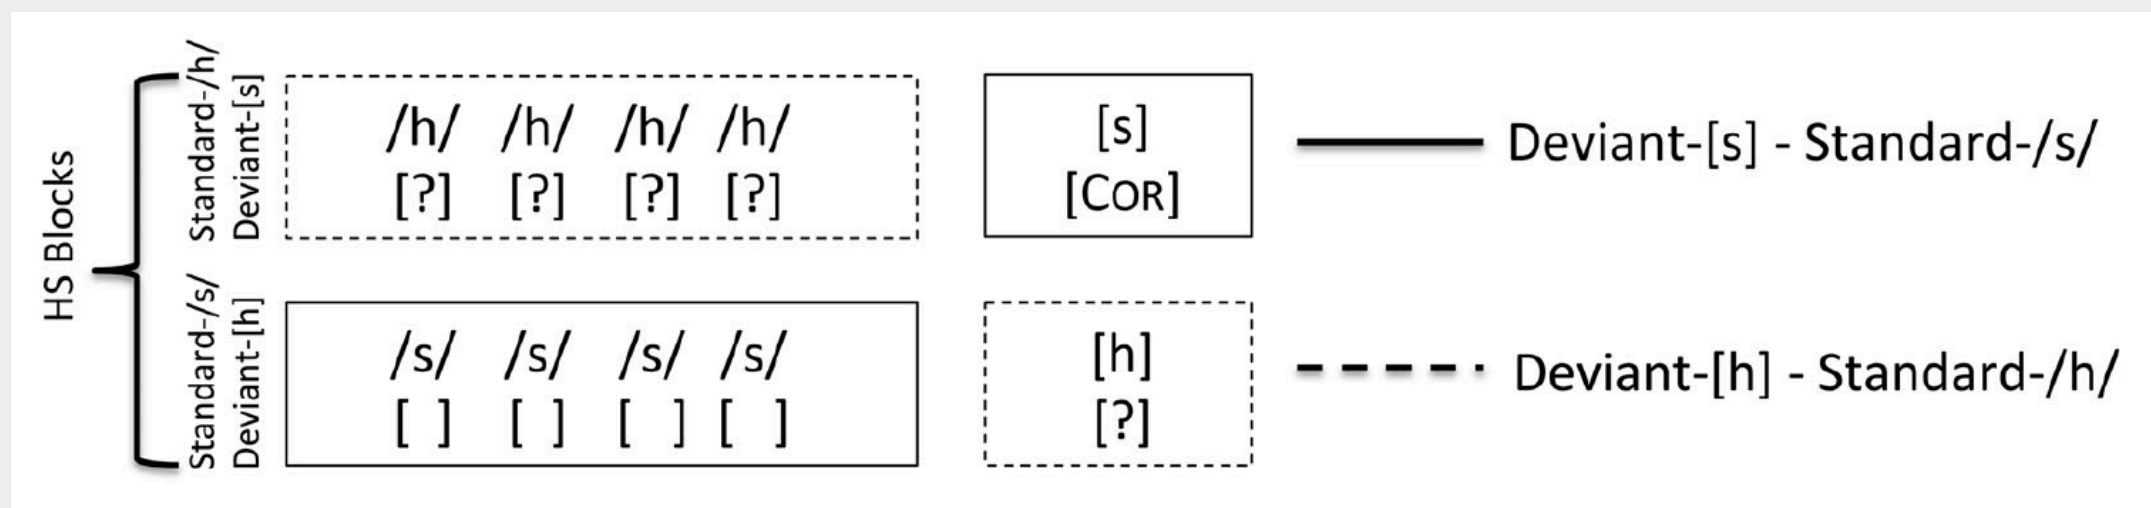 HS Blocks
Standard-/h/
Deviant-[s]
/h/ /h/ /h/ /h/
[?] [?] [?] [?]
[s]
[COR]
Deviant-[s] - Standard-/s/
Standard-/s/
Deviant-[h]
/s/ /s/ /s/ /s/
[ ] [ ] [ ] [ ]
[h]
[?]
Deviant-[h] - Standard-/h/